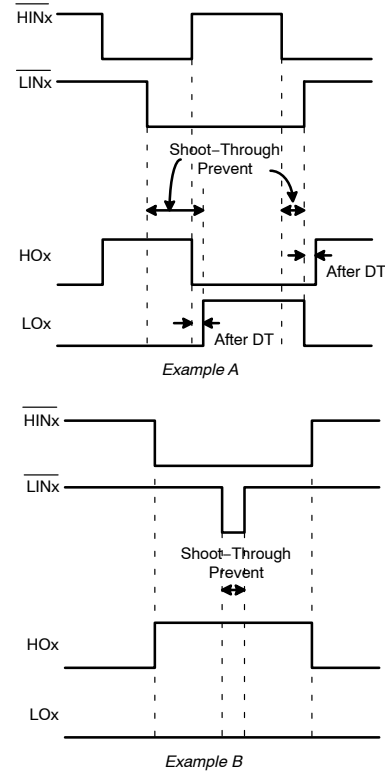 HINx
LINx
Shoot−Through
Prevent
HOx
After DT
LOx
After DT
Example A
HINx
LINx
Shoot−Through
Prevent
HOx
LOx
Example B